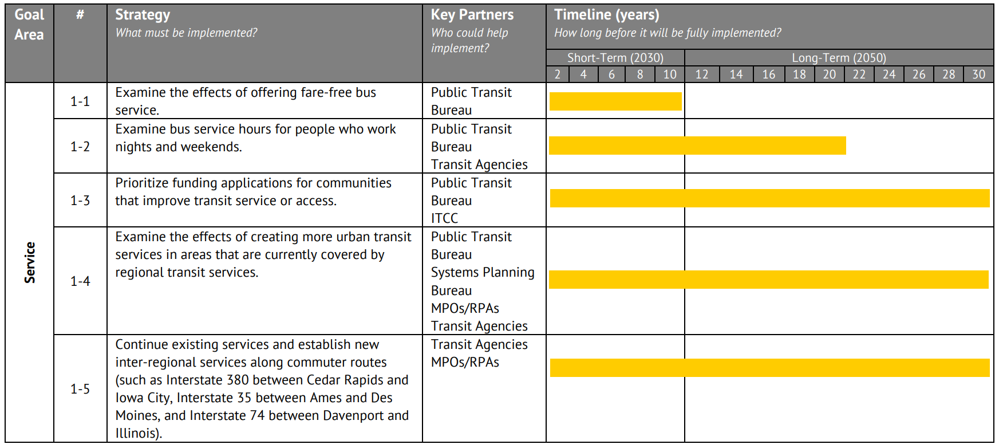 Goal
Area
#
Strategy
What must be implemented?
Key Partners
Who could help
implement?
Timeline (years)
How long before it will be fully implemented?
Short-Term (2030)
Long-Term (2050)
2 4 6 8 10 12 14 16 18 20 22 24 26 28 30
Service
1-1
Examine the effects of offering fare-free bus
service.
Public Transit
Bureau
1-2
Examine bus service hours for people who work
nights and weekends.
Public Transit
Bureau
Transit Agencies
1-3
Prioritize funding applications for communities
that improve transit service or access.
Public Transit
Bureau
ITCC
1-4
Examine the effects of creating more urban transit
services in areas that are currently covered by
regional transit services.
Public Transit
Bureau
Systems Planning
Bureau
MPOs/RPAs
Transit Agencies
1-5
Continue existing services and establish new
inter-regional services along commuter routes
(such as Interstate 380 between Cedar Rapids and
Iowa City, Interstate 35 between Ames and Des
Moines, and Interstate 74 between Davenport and
Illinois).
Transit Agencies
MPOs/RPAs